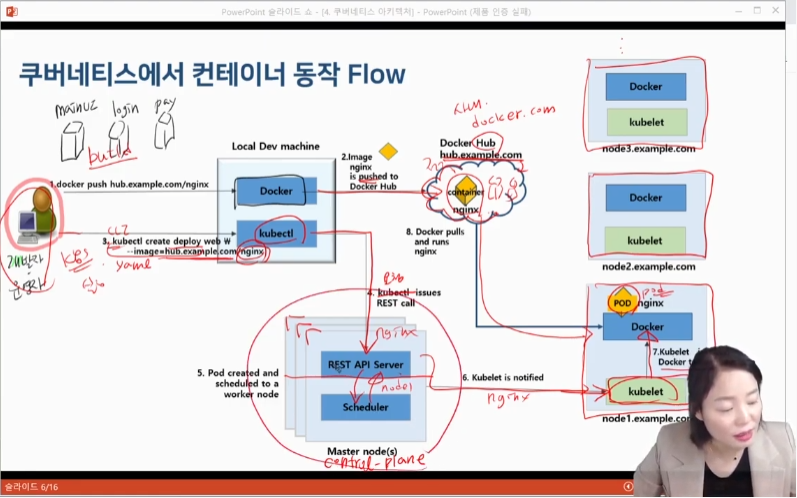 PowerPoint 슬라이드 쇼 - [4. 쿠버네티스 아키텍처] - PowerPoint (제품 인증 실패)
쿠버네티스에서 컨테이너 동작 Flow
mainUI login pay
build
Local Dev machine
1.docker push hub.example.com/nginx
Docker
2.Image
nginx
is pushed to
Docker Hub
Docker Hub
hub.example.com
docker.com
container
nginx
kubectl
CLI
3. kubectl create deploy web ₩
--image=hub.example.com/nginx
yaml
개발자
운영자
k8s
4. kubectl issues
REST call
nginx
8. Docker pulls
and runs
nginx
5. Pod created and
scheduled to a
worker node
REST API Server
node1
Scheduler
Master node(s)
control-plane
6. Kubelet is notified
nginx
Docker
kubelet
node3.example.com
Docker
kubelet
node2.example.com
pod
POD
nginx
Docker
7.Kubelet
Docker
kubelet
node1.example.com
슬라이드 6/16